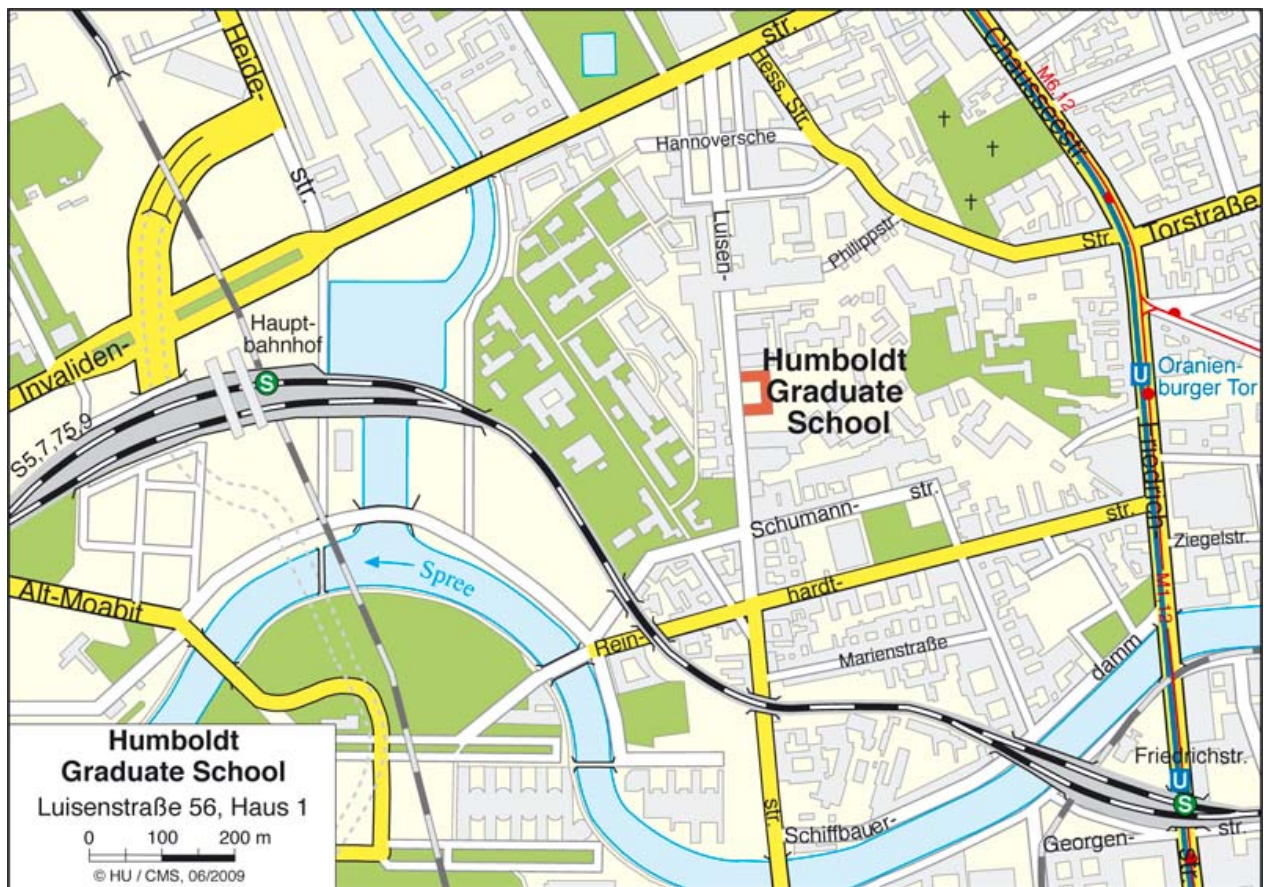 Heide-
str.
str.
Hess. Str.
Chausseestr.
M6,12
Hannoversche
Luisen-
Philippstr.
Str.
Torstraße
Invaliden-
Haupt-
bahnhof
S
S5,7,75,9
Humboldt
Graduate
School
U
Oranien-
burger Tor
Friedrich-
Schumann-
str.
str.
Ziegelstr.
Spree
Alt-Moabit
hardt-
Rein-
M1,12
Marienstraße
damm
Friedrichstr.
U
S
str.
Schiffbauer-
Georgen-
str.
str.
Humboldt
Graduate School
Luisenstraße 56, Haus 1
0 100 200 m
© HU / CMS, 06/2009